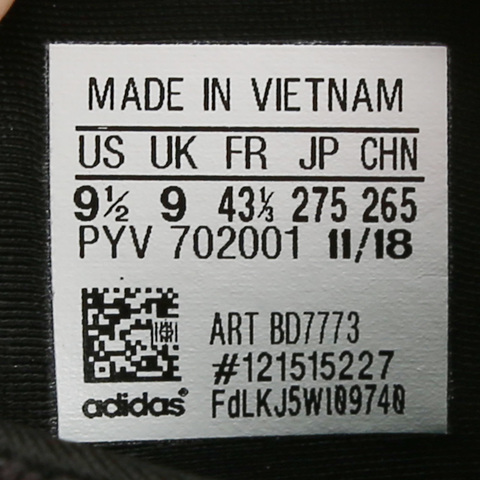 MADE IN VIETNAM
US UK FR JP CHN
9½ 9 43⅓ 275 265
PYV 702001 11/18
ART BD7773
#121515227
adidas® FdLKJ5Wl09740